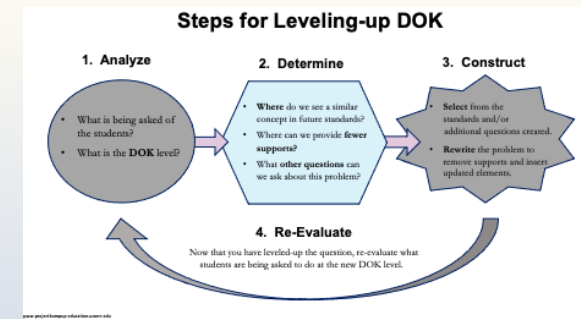 Steps for Leveling-up DOK
1. Analyze
• What is being asked of
the students?
• What is the DOK level?
2. Determine
• Where do we see a similar
concept in future standards?
• Where can we provide fewer
supports?
• What other questions can
we ask about this problem?
3. Construct
• Select from the
standards and/or
additional questions created.
• Rewrite the problem to
remove supports and insert
updated elements.
4. Re-Evaluate
Now that you have leveled-up the question, re-evaluate what
students are being asked to do at the new DOK level.